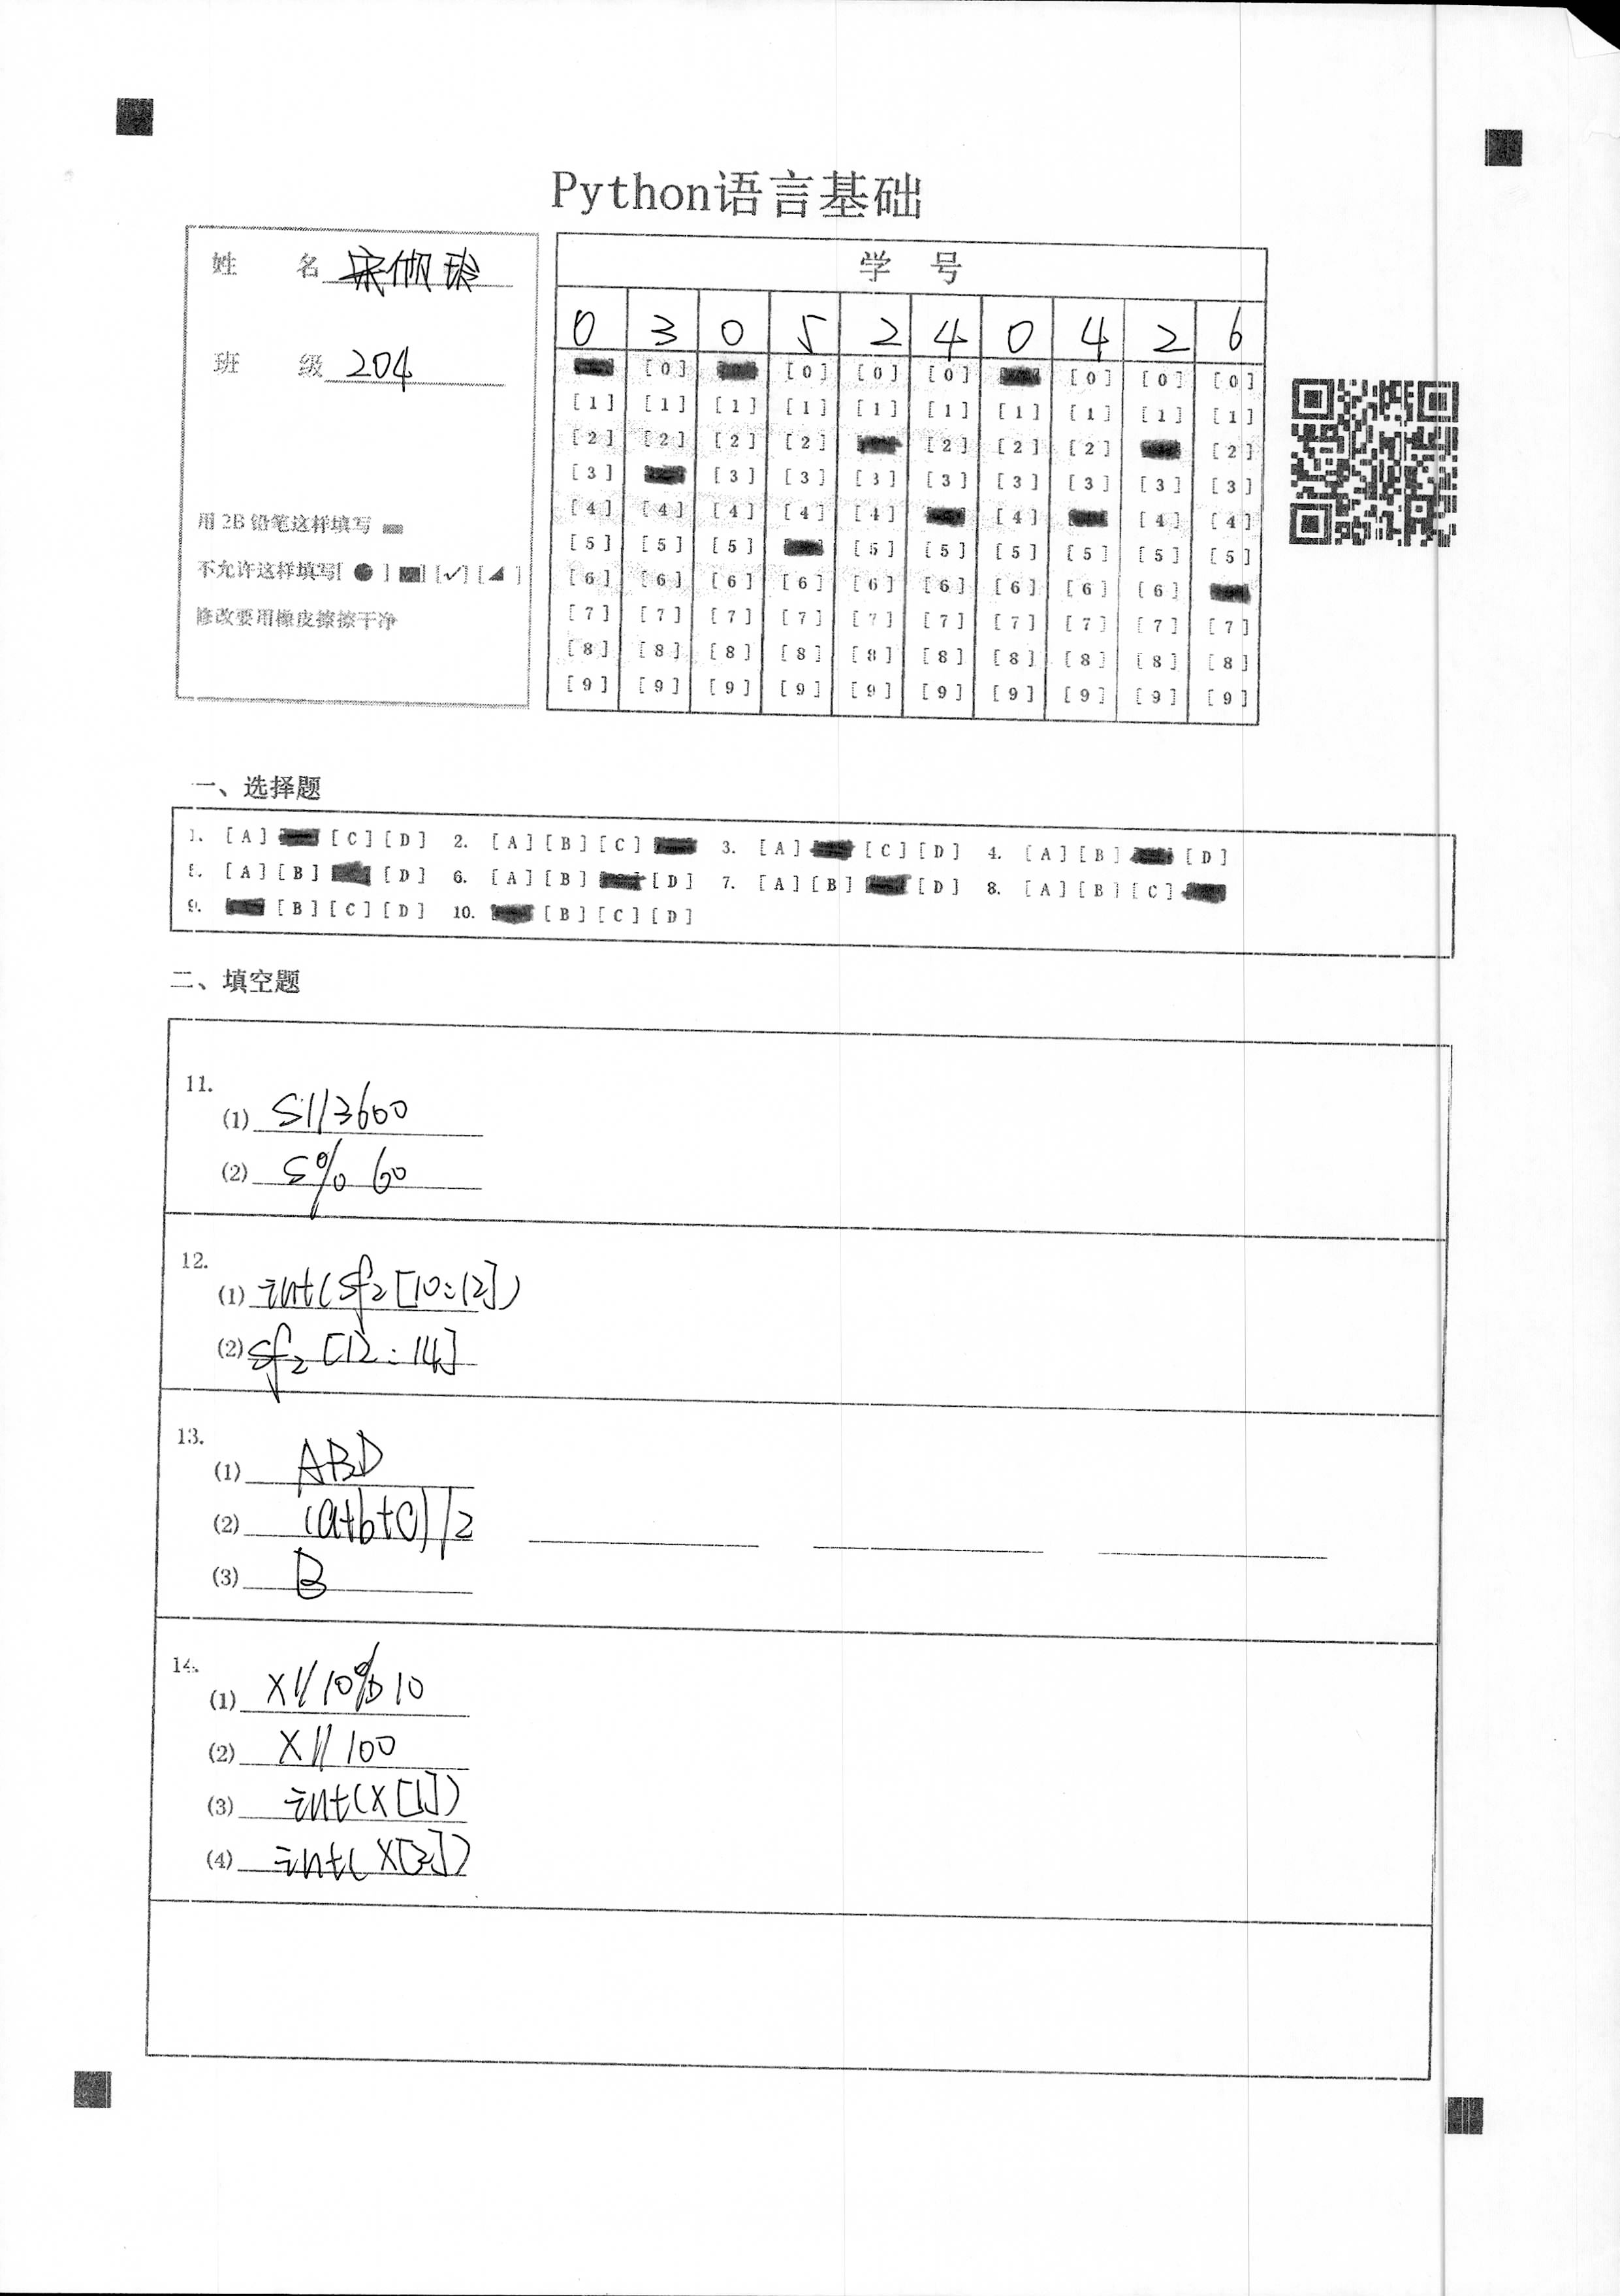 Python语言基础
姓 名 宋佩玲
班 级 204
用 2B 铅笔这样填写
不允许这样填写[ ● ] [■] [✓] [◢ ]
修改要用橡皮擦擦干净
学 号
0 3 0 5 2 4 0 4 2 6
[0] [0] [0] [0] [0] [0] [0]
[1] [1] [1] [1] [1] [1] [1] [1] [1] [1]
[2] [2] [2] [2] [2] [2] [2] [2]
[3] [3] [3] [3] [3] [3] [3] [3] [3]
[4] [4] [4] [4] [4] [4] [4] [4]
[5] [5] [5] [5] [5] [5] [5] [5] [5]
[6] [6] [6] [6] [6] [6] [6] [6] [6]
[7] [7] [7] [7] [7] [7] [7] [7] [7] [7]
[8] [8] [8] [8] [8] [8] [8] [8] [8] [8]
[9] [9] [9] [9] [9] [9] [9] [9] [9] [9]
一、选择题
1. [A] [C] [D] 2. [A] [B] [C] 3. [A] [C] [D] 4. [A] [B] [D]
5. [A] [B] [D] 6. [A] [B] [D] 7. [A] [B] [D] 8. [A] [B] [C]
9. [B] [C] [D] 10. [B] [C] [D]
二、填空题
11.
(1) S//3600
(2) S% 60
12.
(1) int(sf2[10:12])
(2) sf2[12:14]
13.
(1) ABD
(2) (a+b+c)/2
(3) B
14.
(1) X//10%10
(2) X//100
(3) int(X[1])
(4) int(X[2])